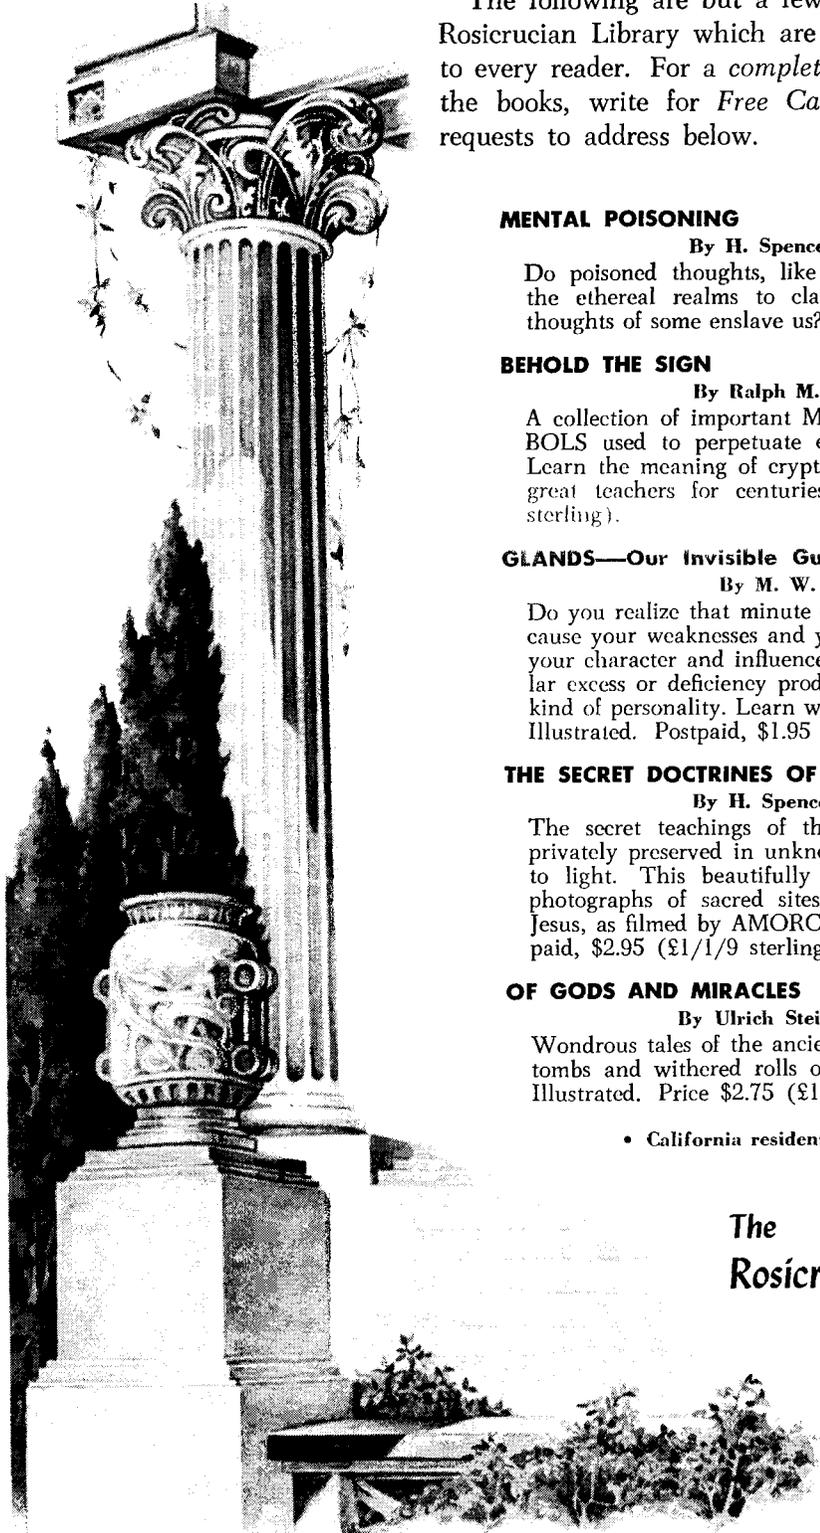 The following are but a few
Rosicrucian Library which are
to every reader. For a complet
the books, write for Free Ca
requests to address below.
MENTAL POISONING
By H. Spence
Do poisoned thoughts, like
the ethereal realms to cla
thoughts of some enslave us?
BEHOLD THE SIGN
By Ralph M.
A collection of important M
BOLS used to perpetuate e
Learn the meaning of crypt
great teachers for centuries
sterling).
GLANDS—Our Invisible Gu
By M. W.
Do you realize that minute
cause your weaknesses and y
your character and influence
lar excess or deficiency prod
kind of personality. Learn w
Illustrated. Postpaid, $1.95
THE SECRET DOCTRINES OF
By H. Spence
The secret teachings of th
privately preserved in unkno
to light. This beautifully
photographs of sacred sites
Jesus, as filmed by AMORC
paid, $2.95 (£1/1/9 sterling
OF GODS AND MIRACLES
By Ulrich Stei
Wondrous tales of the ancie
tombs and withered rolls o
Illustrated. Price $2.75 (£1
• California residen
The
Rosicr